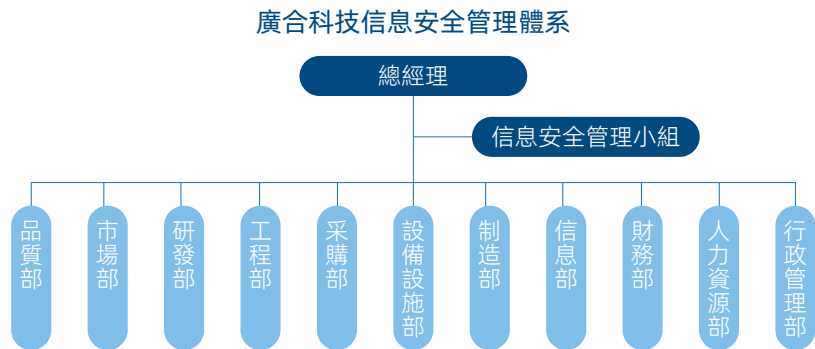 廣合科技信息安全管理體系
總經理
信息安全管理小組
品質部
市場部
研發部
工程部
采購部
設備設施部
制造部
信息部
財務部
人力資源部
行政管理部